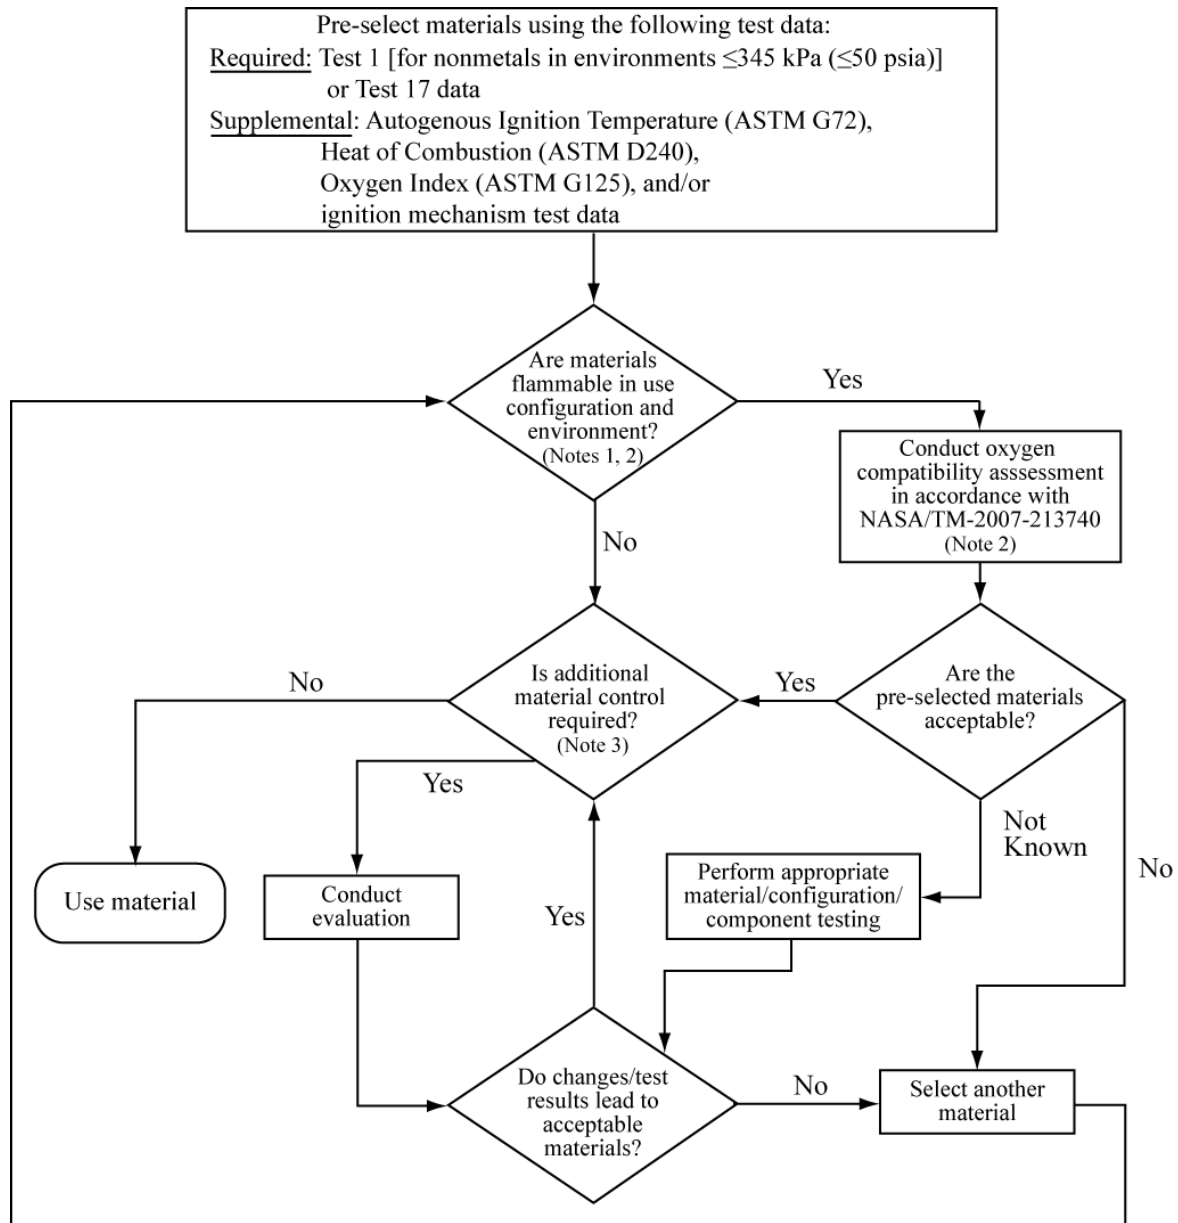 Pre-select materials using the following test data:
Required: Test 1 [for nonmetals in environments ≤345 kPa (≤50 psia)]
or Test 17 data
Supplemental: Autogenous Ignition Temperature (ASTM G72),
Heat of Combustion (ASTM D240),
Oxygen Index (ASTM G125), and/or
ignition mechanism test data
Are materials
flammable in use
configuration and
environment?
(Notes 1, 2)
Yes
Conduct oxygen
compatibility asssessment
in accordance with
NASA/TM-2007-213740
(Note 2)
No
Is additional
material control
required?
(Note 3)
No
Yes
Are the
pre-selected materials
acceptable?
Yes
Not
Known
No
Use material
Conduct
evaluation
Yes
Perform appropriate
material/configuration/
component testing
Do changes/test
results lead to
acceptable
materials?
No
Select another
material